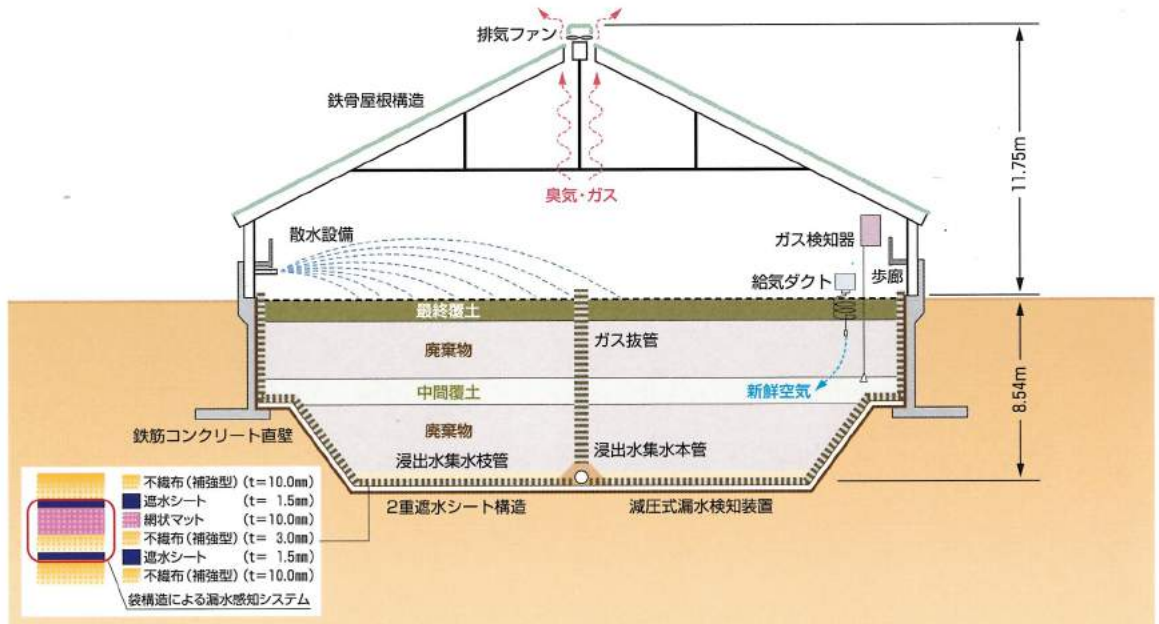 排気ファン
鉄骨屋根構造
11.75m
臭気・ガス
散水設備
ガス検知器
給気ダクト
歩廊
最終覆土
ガス抜管
廃棄物
中間覆土
新鮮空気
8.54m
鉄筋コンクリート直壁
廃棄物
浸出水集水枝管
浸出水集水本管
2重遮水シート構造
減圧式漏水検知装置
不織布(補強型)(t=10.0㎜)
遮水シート (t= 1.5㎜)
網状マット (t=10.0㎜)
不織布(補強型)(t= 3.0㎜)
遮水シート (t= 1.5㎜)
不織布(補強型)(t=10.0㎜)
袋構造による漏水感知システム